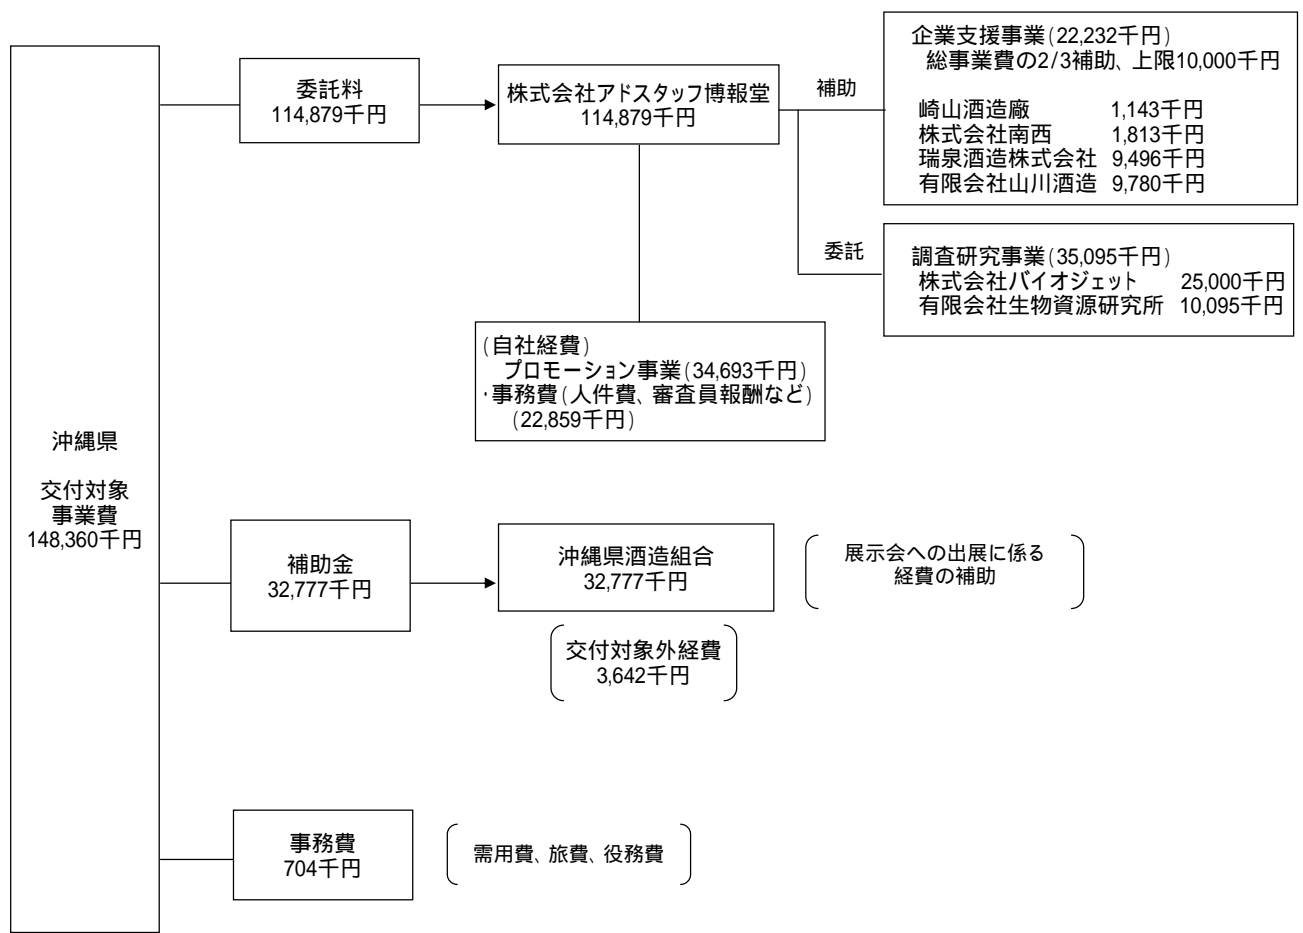 沖縄県
交付対象
事業費
148,360千円
委託料
114,879千円
株式会社アドスタッフ博報堂
114,879千円
補助
企業支援事業(22,232千円)
総事業費の2/3補助、上限10,000千円
崎山酒造廠 1,143千円
株式会社南西 1,813千円
瑞泉酒造株式会社 9,496千円
有限会社山川酒造 9,780千円
委託
調査研究事業(35,095千円)
株式会社バイオジェット 25,000千円
有限会社生物資源研究所 10,095千円
(自社経費)
プロモーション事業(34,693千円)
・事務費(人件費、審査員報酬など)
(22,859千円)
補助金
32,777千円
沖縄県酒造組合
32,777千円
展示会への出展に係る
経費の補助
交付対象外経費
3,642千円
事務費
704千円
需用費、旅費、役務費